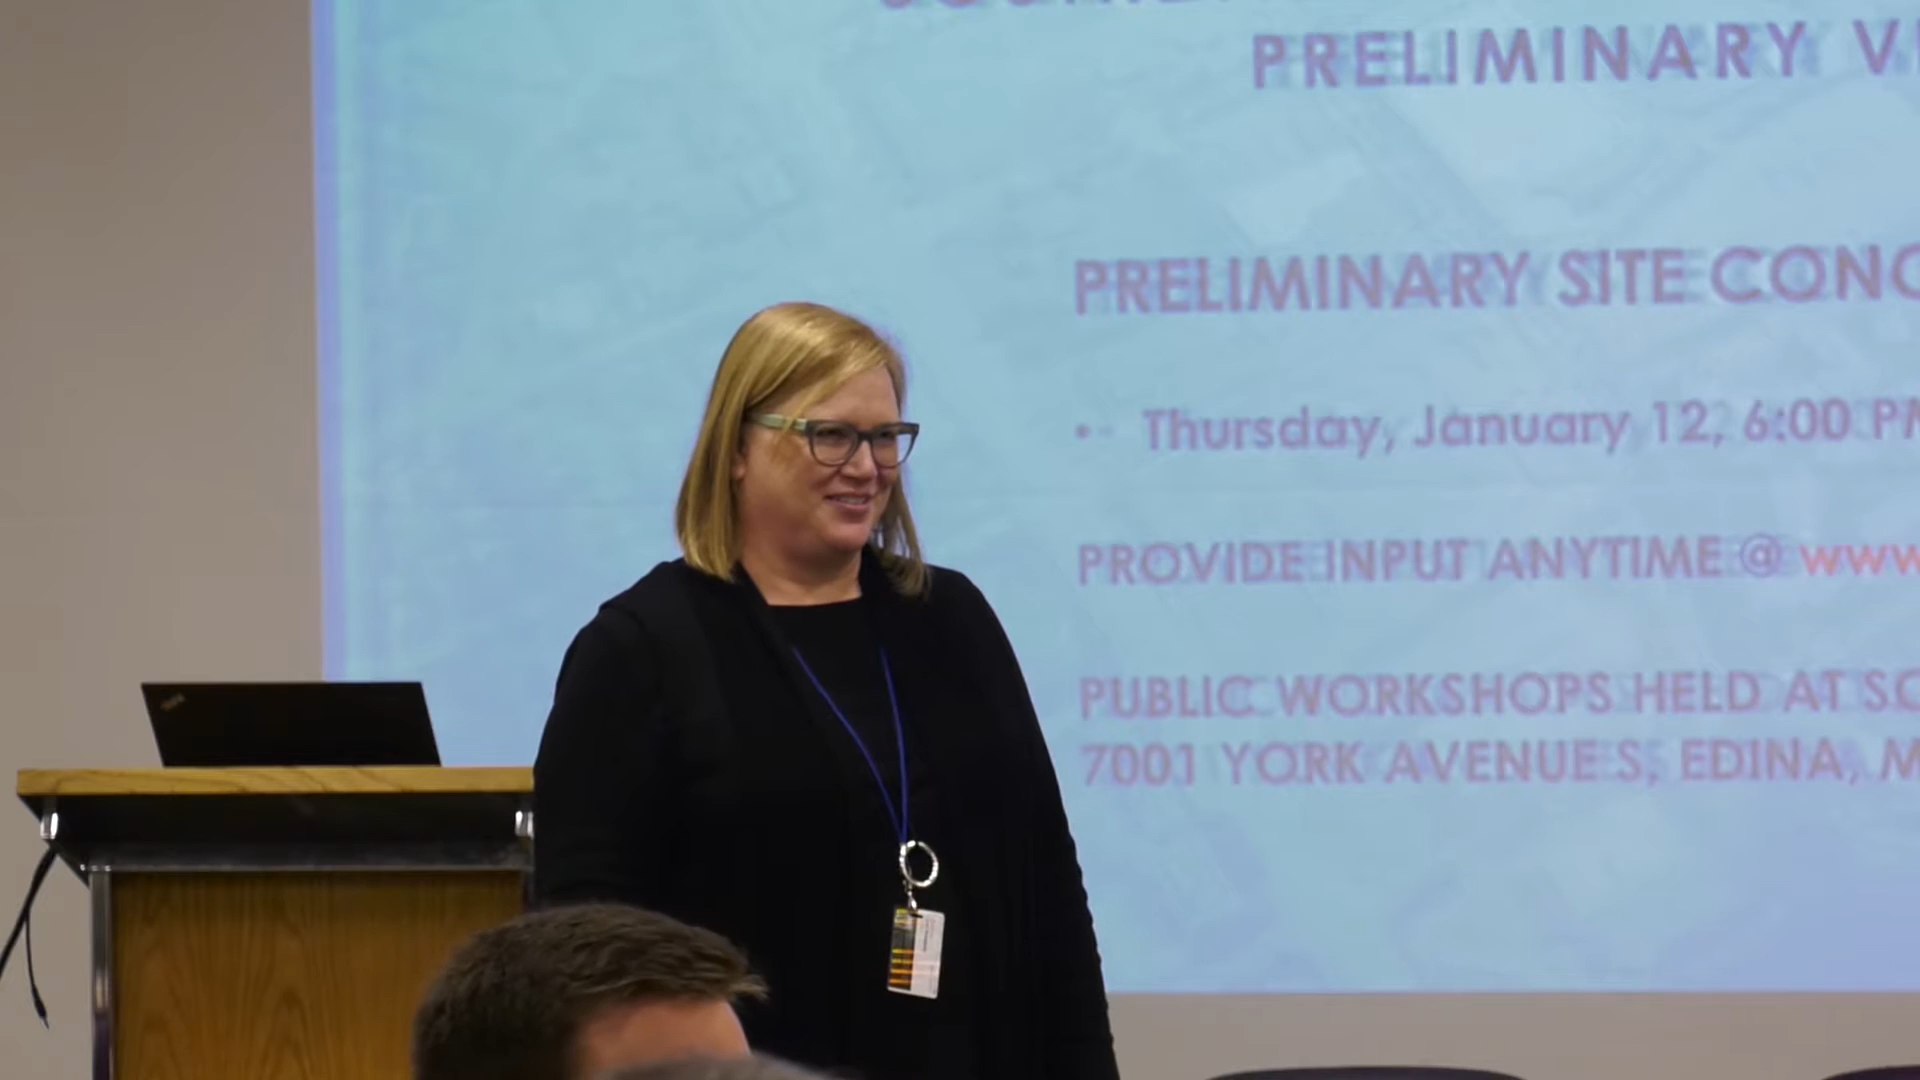 PRELIMINARY
PRELIMINARY SITE
• Thursday, January 12, 6:00
PROVIDE INPUT ANYTIME @ www
PUBLIC WORKSHOPS HELD AT
7001 YORK AVENUE S, EDINA,